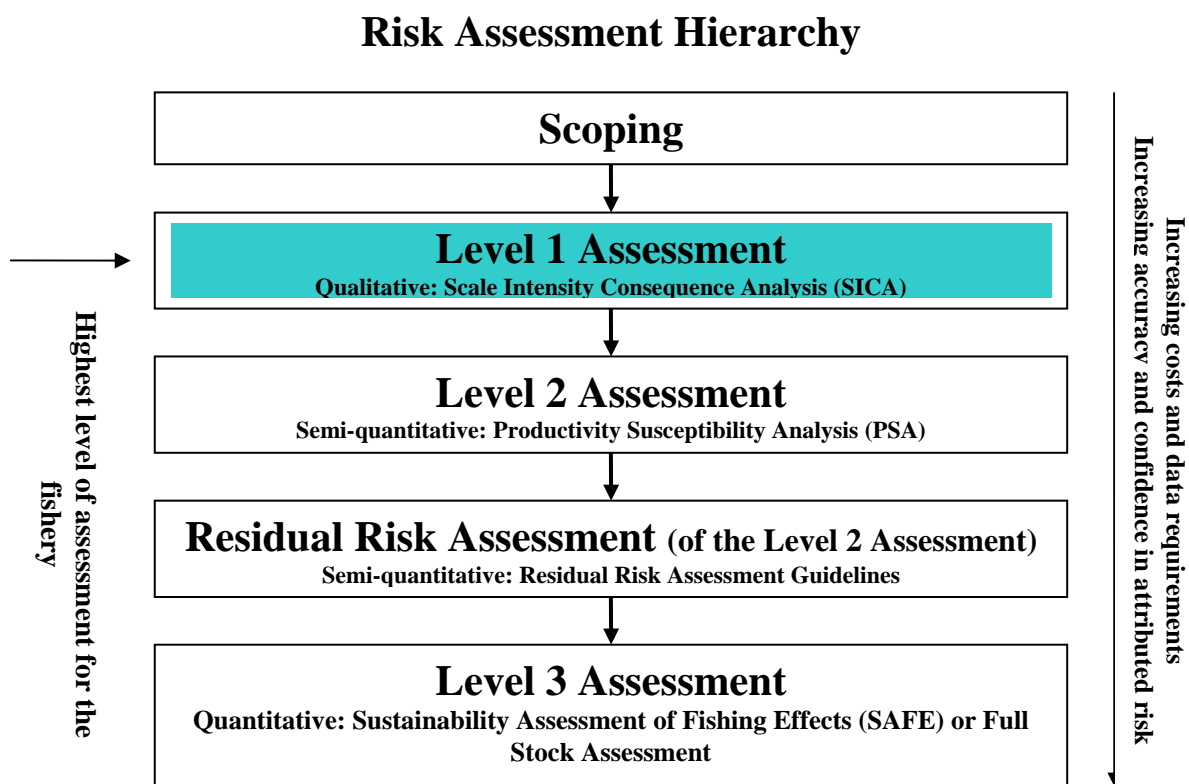 Risk Assessment Hierarchy
Scoping
Level 1 Assessment
Qualitative: Scale Intensity Consequence Analysis (SICA)
Level 2 Assessment
Semi-quantitative: Productivity Susceptibility Analysis (PSA)
Residual Risk Assessment (of the Level 2 Assessment)
Semi-quantitative: Residual Risk Assessment Guidelines
Level 3 Assessment
Quantitative: Sustainability Assessment of Fishing Effects (SAFE) or Full
Stock Assessment
Highest level of assessment for the
fishery
Increasing costs and data requirements
Increasing accuracy and confidence in attributed risk